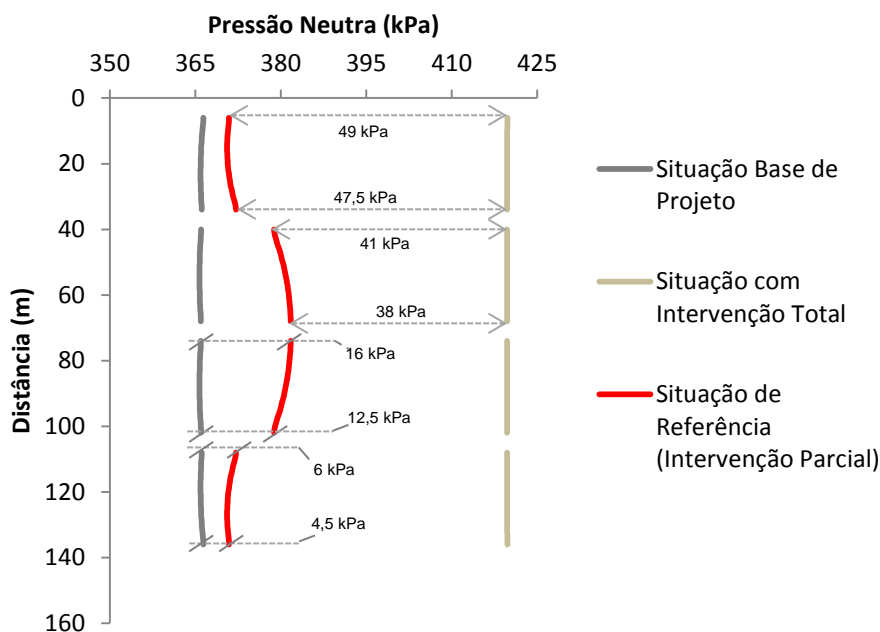 Pressão Neutra (kPa)
350 365 380 395 410 425
0
20
40
60
80
100
120
140
160
Distância (m)
49 kPa
47,5 kPa
41 kPa
38 kPa
16 kPa
12,5 kPa
6 kPa
4,5 kPa
Situação Base de
Projeto
Situação com
Intervenção Total
Situação de
Referência
(Intervenção Parcial)